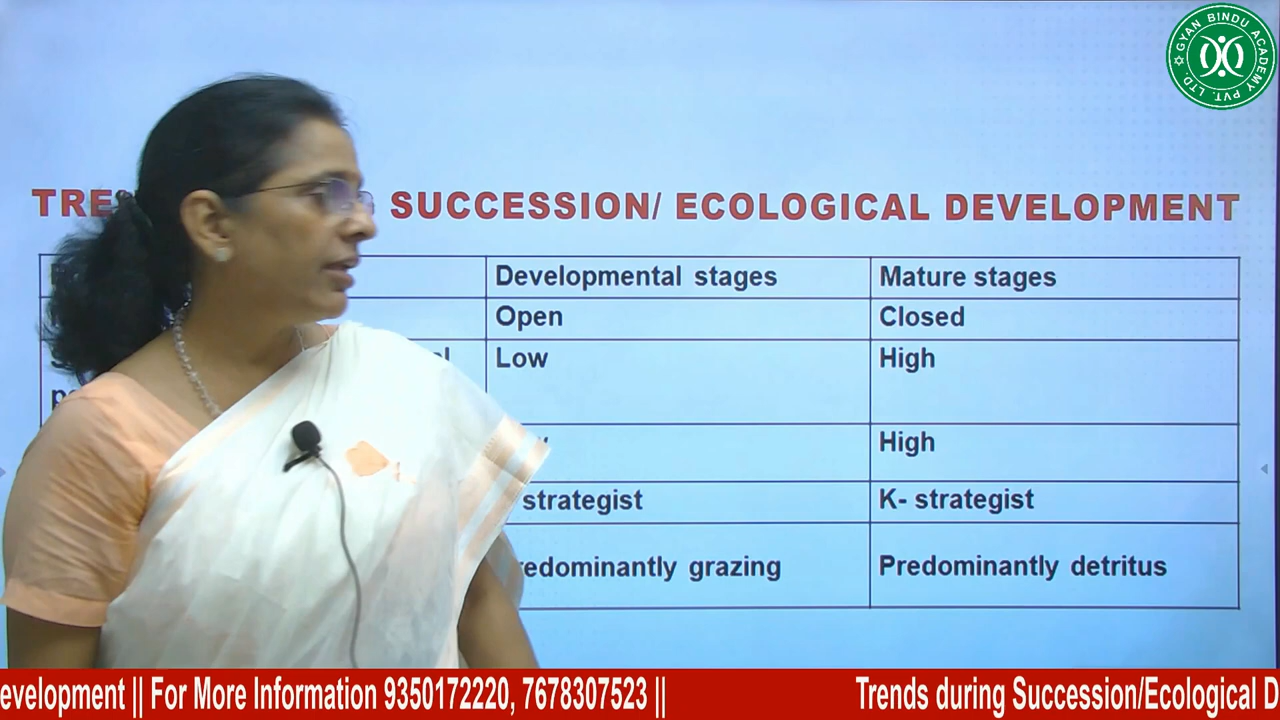 GYAN BINDU ACADEMY PVT. LTD.
SUCCESSION/ ECOLOGICAL DEVELOPMENT
Developmental stages Mature stages
Open Closed
Low High
High
strategist K- strategist
Predominantly detritus
grazing
evelopment || For More Information 9350172220, 7678307523 || Trends during Succession/Ecological D